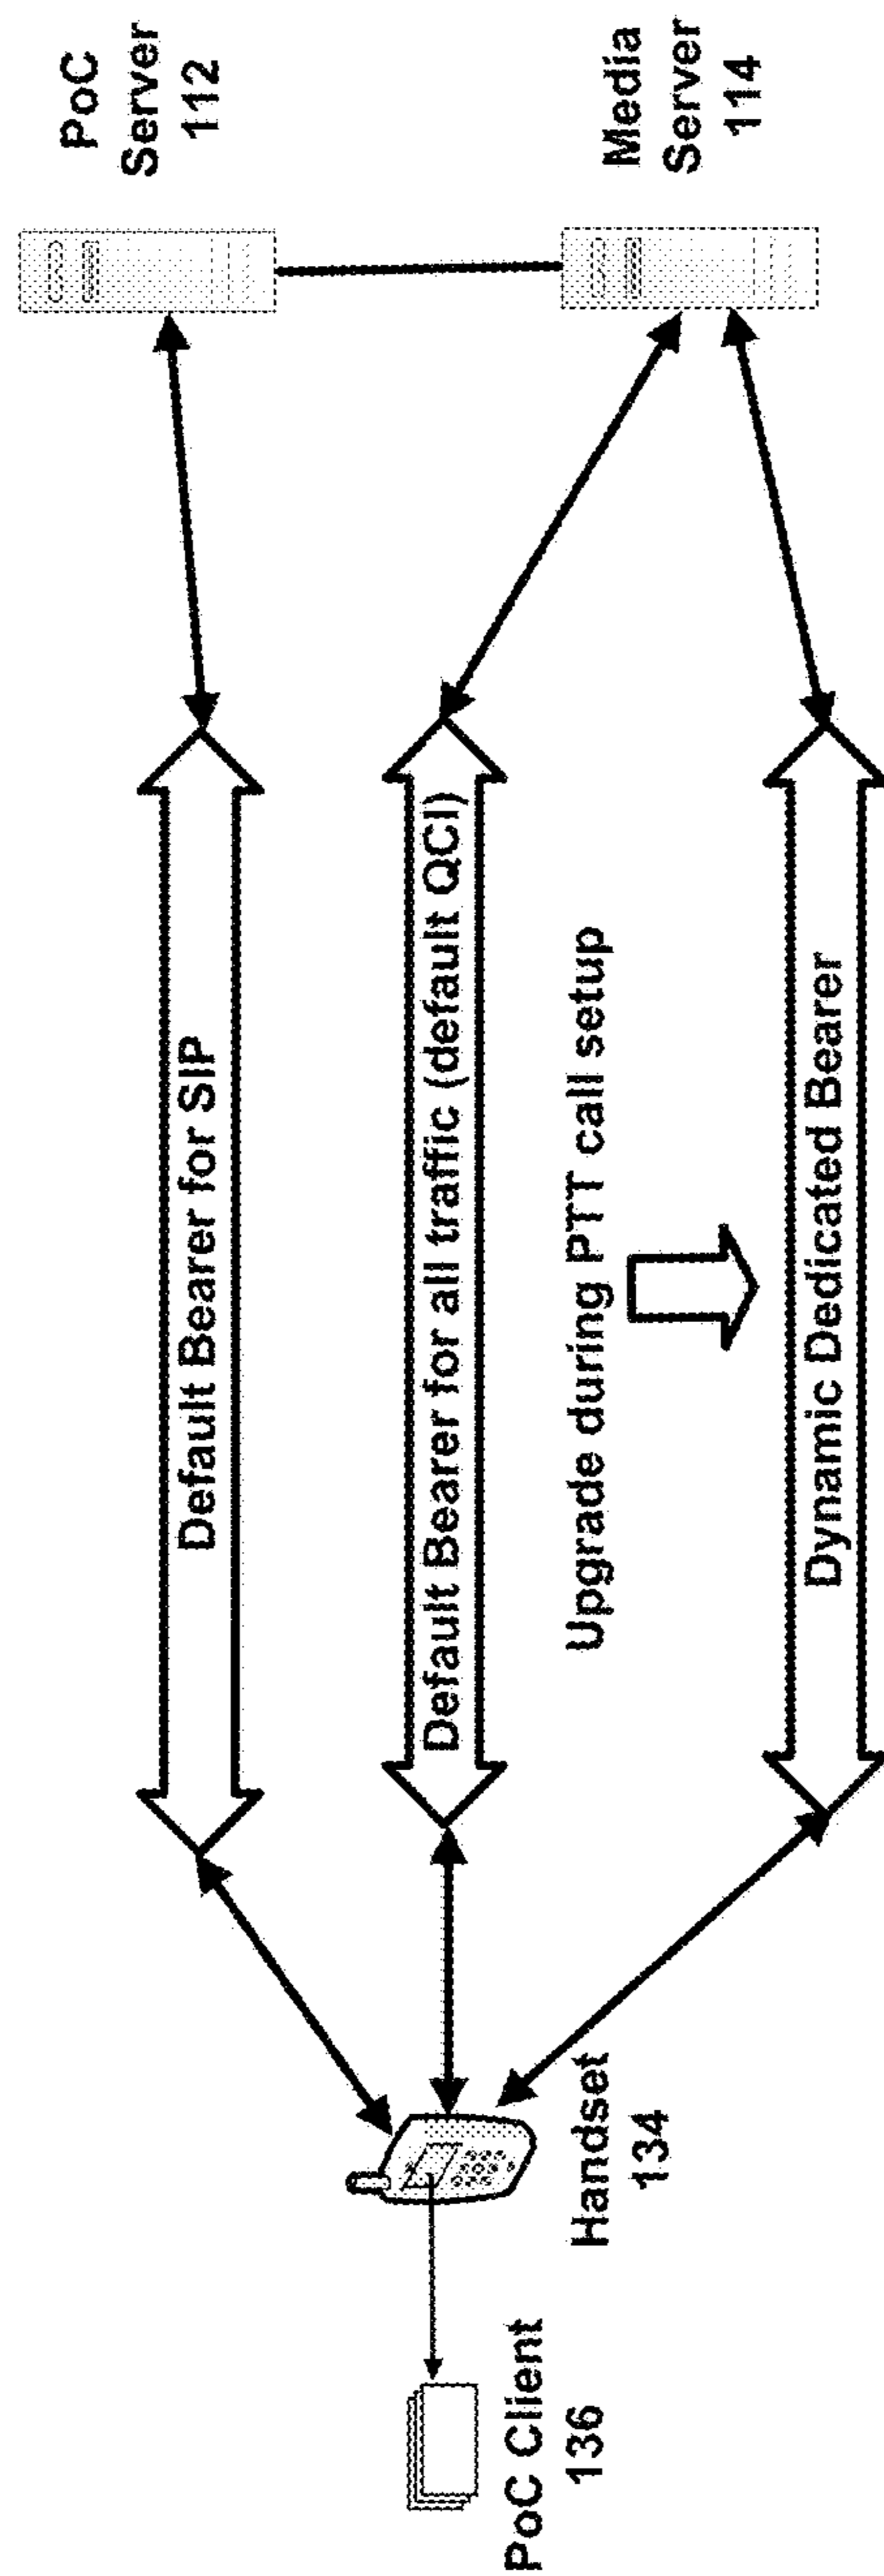 PoC
Server
112
Default Bearer for SIP
Default Bearer for all traffic (default QCI)
Upgrade during PTT call setup
Dynamic Dedicated Bearer
Media
Server
114
Handset
134
PoC Client
136